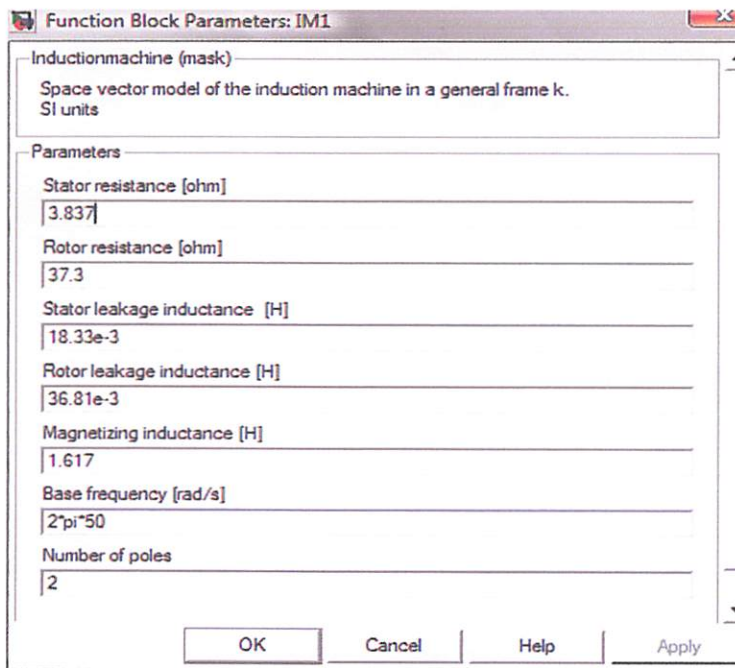 Function Block Parameters: IM1
Inductionmachine (mask)
Space vector model of the induction machine in a general frame k.
SI units
Parameters
Stator resistance [ohm]
3.837
Rotor resistance [ohm]
37.3
Stator leakage inductance [H]
18.33e-3
Rotor leakage inductance [H]
36.81e-3
Magnetizing inductance [H]
1.617
Base frequency [rad/s]
2*pi*50
Number of poles
2
OK Cancel Help Apply